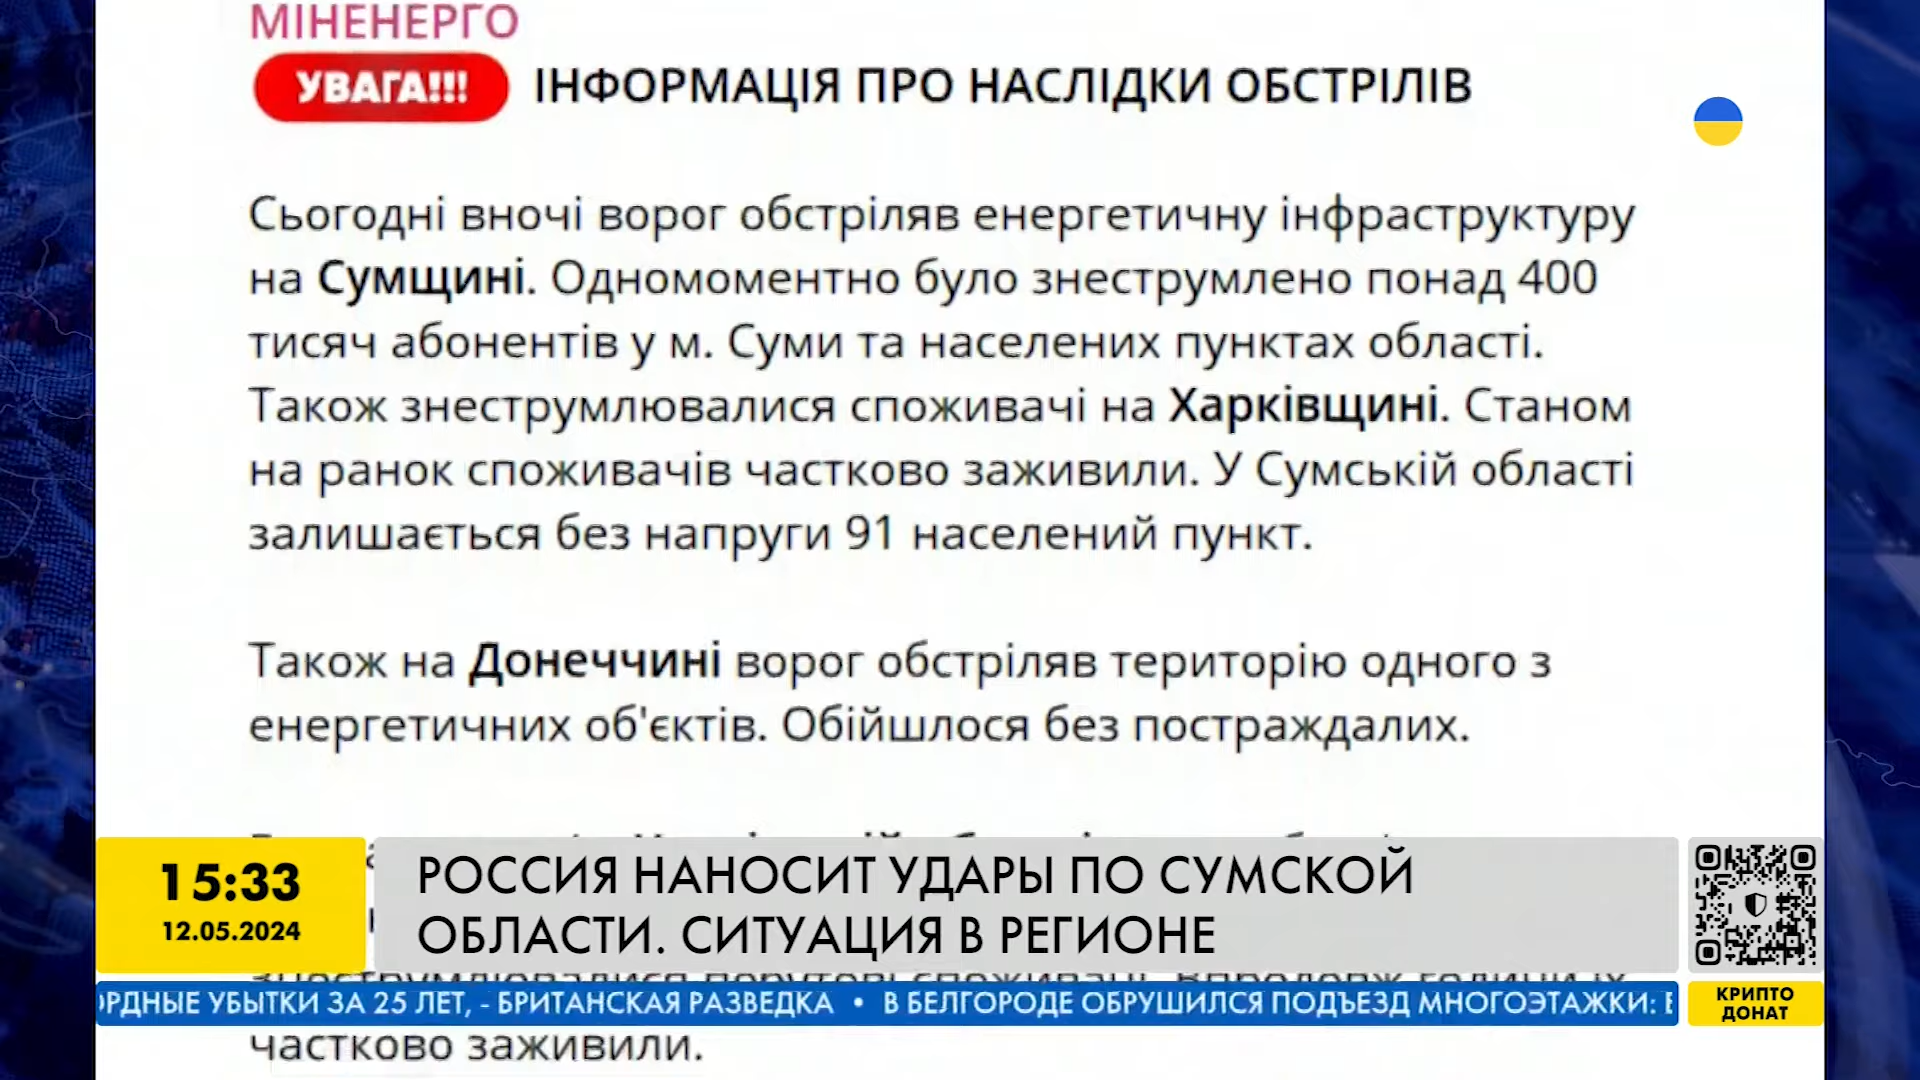 МІНЕНЕРГО
УВАГА!!! ІНФОРМАЦІЯ ПРО НАСЛІДКИ ОБСТРІЛІВ
Сьогодні вночі ворог обстріляв енергетичну інфраструктуру
на Сумщині. Одномоментно було знеструмлено понад 400
тисяч абонентів у м. Суми та населених пунктах області.
Також знеструмлювалися споживачі на Харківщині. Станом
на ранок споживачів частково заживили. У Сумській області
залишається без напруги 91 населений пункт.
Також на Донеччині ворог обстріляв територію одного з
енергетичних об'єктів. Обійшлося без постраждалих.
15:33
12.05.2024
РОССИЯ НАНОСИТ УДАРЫ ПО СУМСКОЙ
ОБЛАСТИ. СИТУАЦИЯ В РЕГИОНЕ
УБЫТКИ ЗА 25 ЛЕТ, - БРИТАНСКАЯ РАЗВЕДКА • В БЕЛГОРОДЕ ОБРУШИЛСЯ ПОДЪЕЗД МНОГОЭТАЖКИ:
КРИПТО
ДОНАТ
частково заживили.